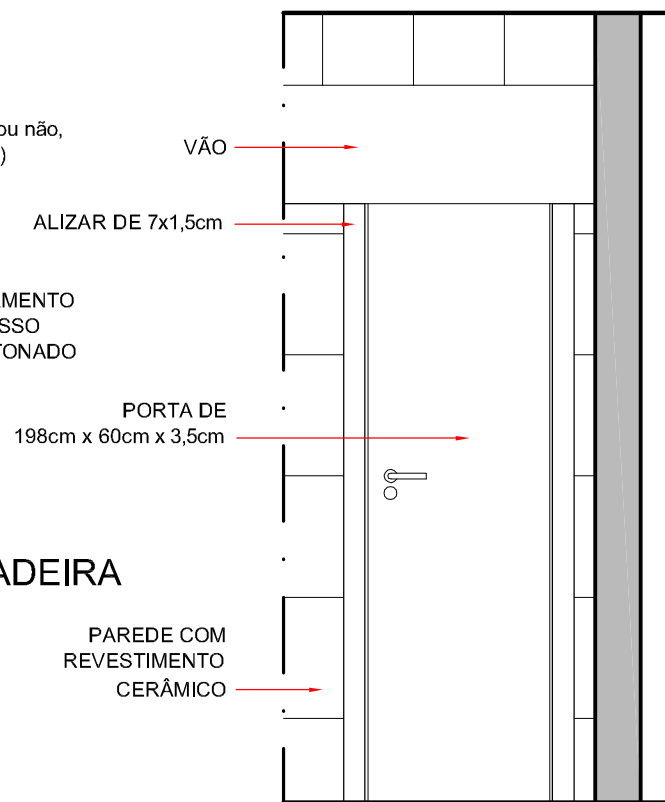 ou não,
)
VÃO
ALIZAR DE 7x1,5cm
AMENTO
SSO
TONADO
PORTA DE
198cm x 60cm x 3,5cm
ADEIRA
PAREDE COM
REVESTIMENTO
CERÂMICO